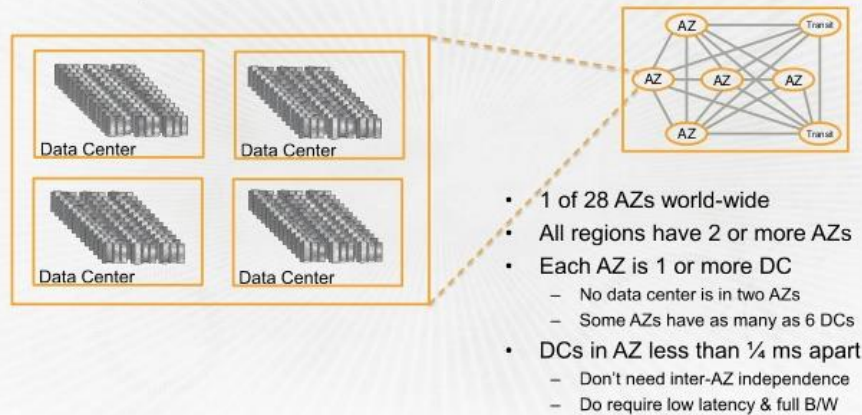 Data Center
Data Center
Data Center
Data Center
AZ
Transit
AZ
AZ
AZ
AZ
Transit
• 1 of 28 AZs world-wide
• All regions have 2 or more AZs
• Each AZ is 1 or more DC
– No data center is in two AZs
– Some AZs have as many as 6 DCs
• DCs in AZ less than ¼ ms apart
– Don't need inter-AZ independence
– Do require low latency & full B/W